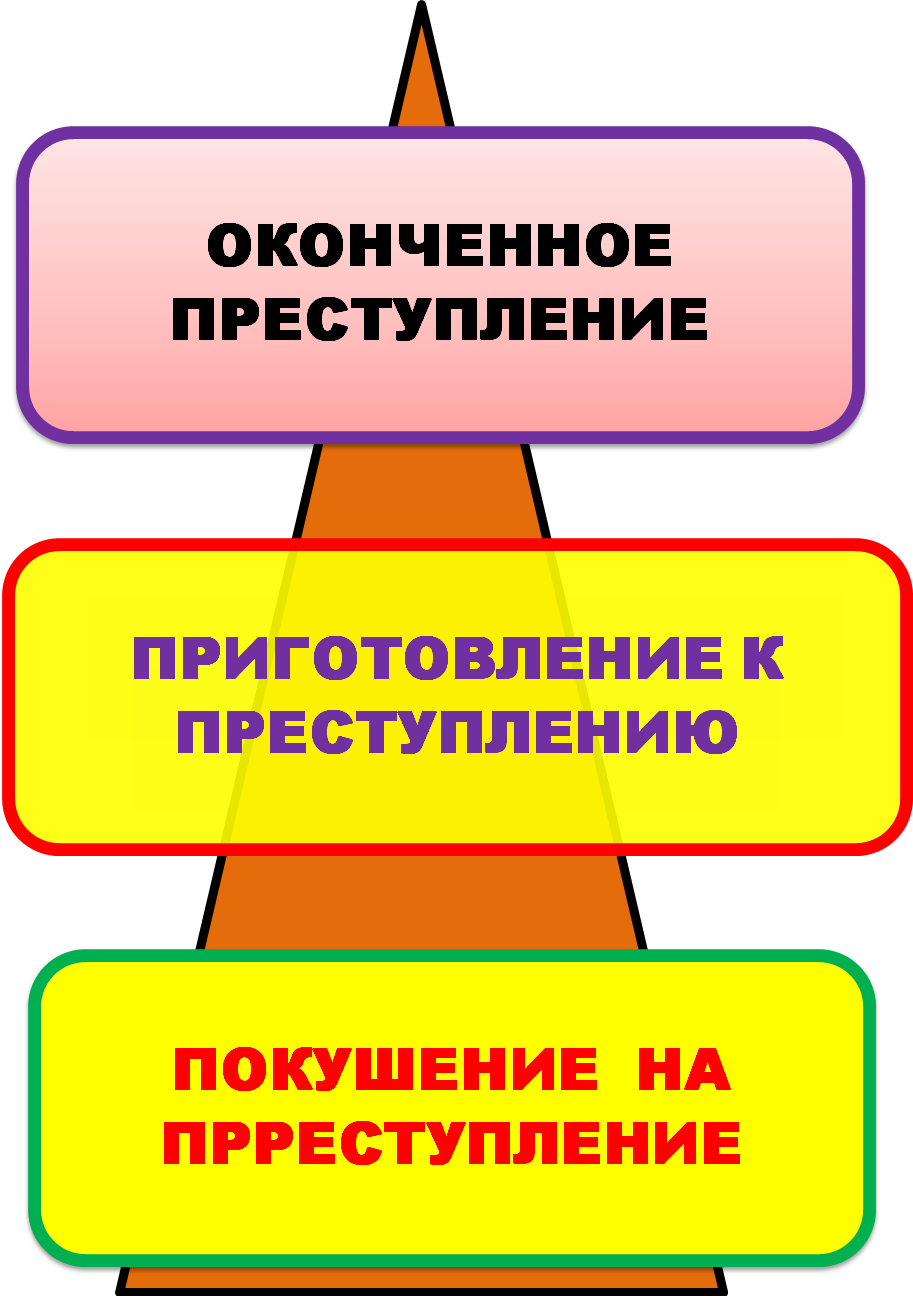 ОКОНЧЕННОЕ
ПРЕСТУПЛЕНИЕ
ПРИГОТОВЛЕНИЕ К
ПРЕСТУПЛЕНИЮ
ПОКУШЕНИЕ НА
ПРРЕСТУПЛЕНИЕ